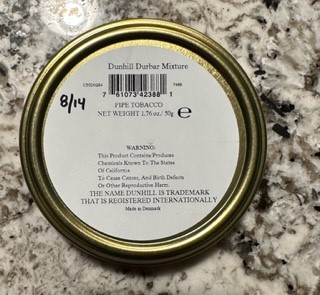 Dunhill Durbar Mixture
7 61073 42388 1
8/14
PIPE TOBACCO
NET WEIGHT 1.76 oz./ 50g ℮
WARNING:
This Product Contains/Produces
Chemicals Known To The States
Of California
To Cause Cancer, And Birth Defects
Or Other Reproductive Harm.
THE NAME DUNHILL IS TRADEMARK
THAT IS REGISTERED INTERNATIONALLY
Made in Denmark